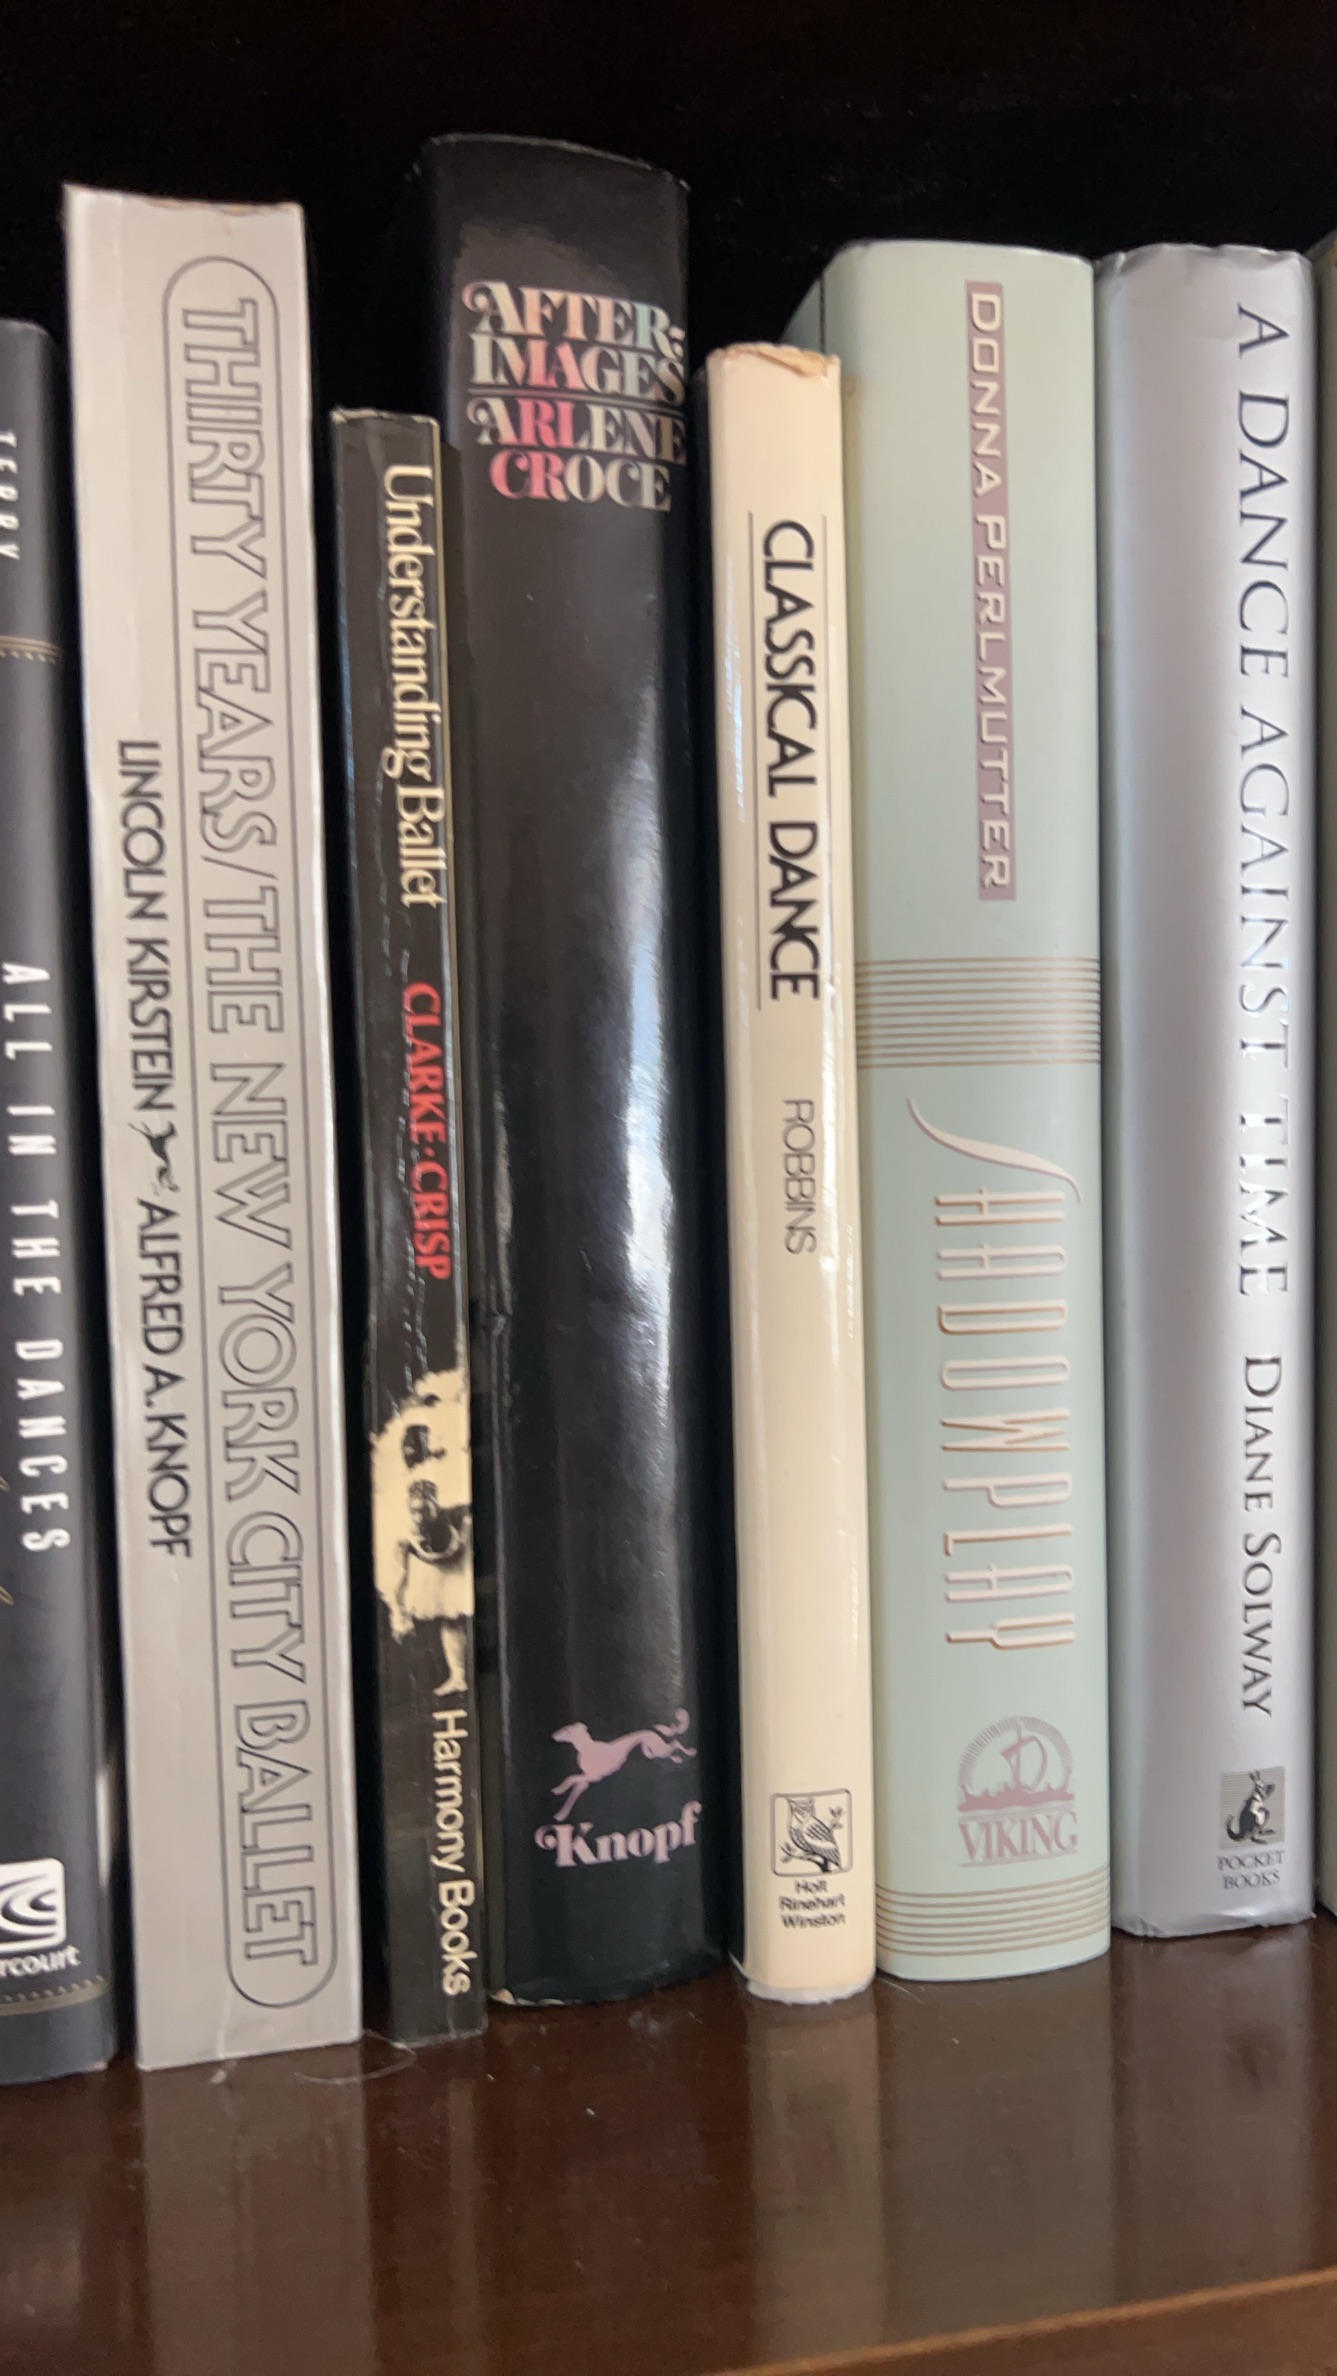 TERRY
ALL IN THE DANCES
rcourt
THIRTY YEARS/THE NEW YORK CITY BALLET
LINCOLN KIRSTEIN ALFRED A. KNOPF
Understanding Ballet
CLARKE·CRISP
Harmony Books
AFTER-
IMAGES
ARLENE
CROCE
Knopf
CLASSICAL DANCE
ROBBINS
Holt
Rinehart
Winston
DONNA PERLMUTTER
SHADOWPLAY
VIKING
A DANCE AGAINST TIME
DIANE SOLWAY
POCKET
BOOKS